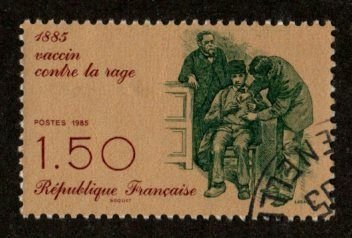 1885
vaccin
contre la rage
POSTES 1985
1.50
République Française